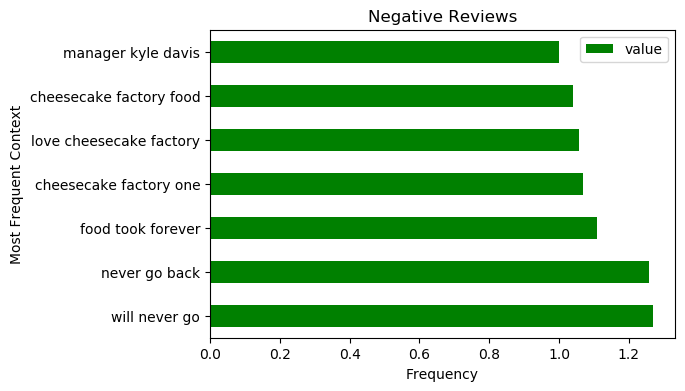 Negative Reviews
value
Most Frequent Context
manager kyle davis
cheesecake factory food
love cheesecake factory
cheesecake factory one
food took forever
never go back
will never go
0.0 0.2 0.4 0.6 0.8 1.0 1.2
Frequency